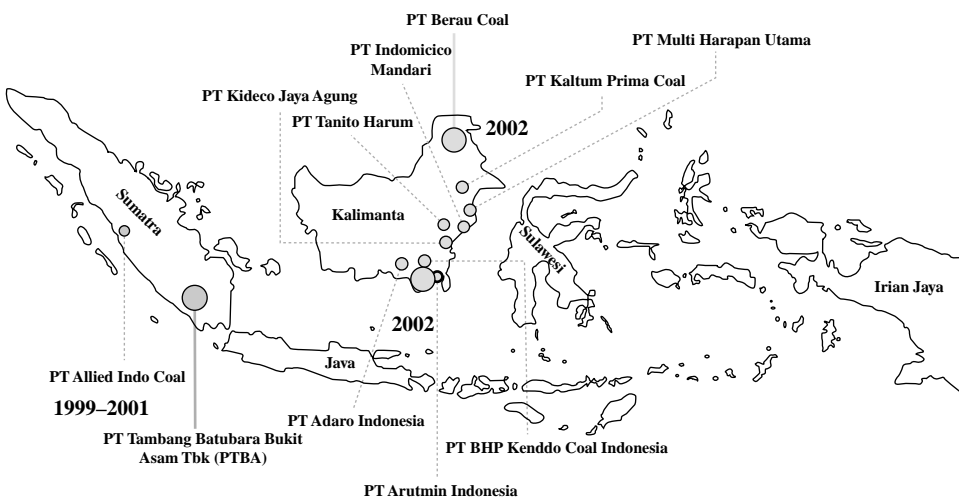 PT Berau Coal
PT Multi Harapan Utama
PT Indomicico
Mandari
PT Kaltum Prima Coal
PT Kideco Jaya Agung
PT Tanito Harum
2002
Sumatra
Kalimanta
Sulawesi
Irian Jaya
2002
Java
PT Allied Indo Coal
1999–2001
PT Adaro Indonesia
PT Tambang Batubara Bukit
Asam Tbk (PTBA)
PT BHP Kenddo Coal Indonesia
PT Arutmin Indonesia